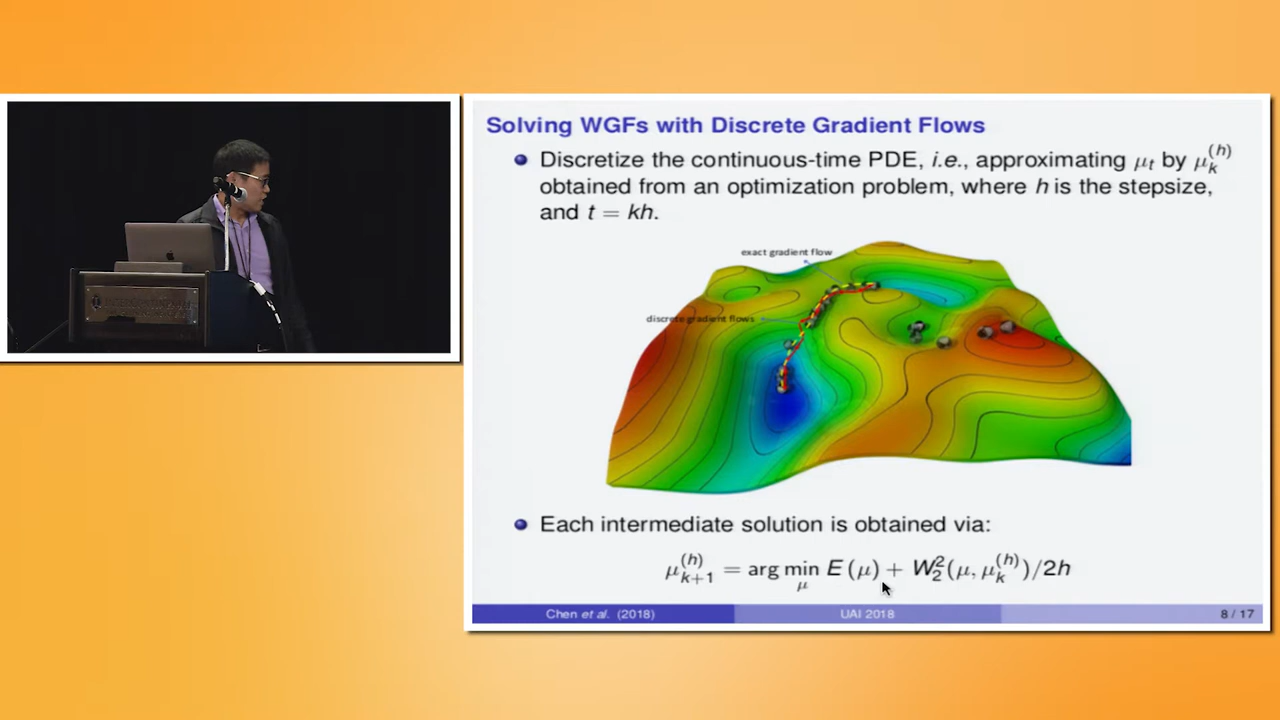 Solving WGFs with Discrete Gradient Flows
Discretize the continuous-time PDE, i.e., approximating μ_t by μ_k^{(h)}
obtained from an optimization problem, where h is the stepsize,
and t = kh.
exact gradient flow
discrete gradient flows
Each intermediate solution is obtained via:
μ_{k+1}^{(h)} = arg min_μ E(μ) + W_2^2(μ, μ_k^{(h)})/2h
Chen et al. (2018) UAI 2018 8 / 17